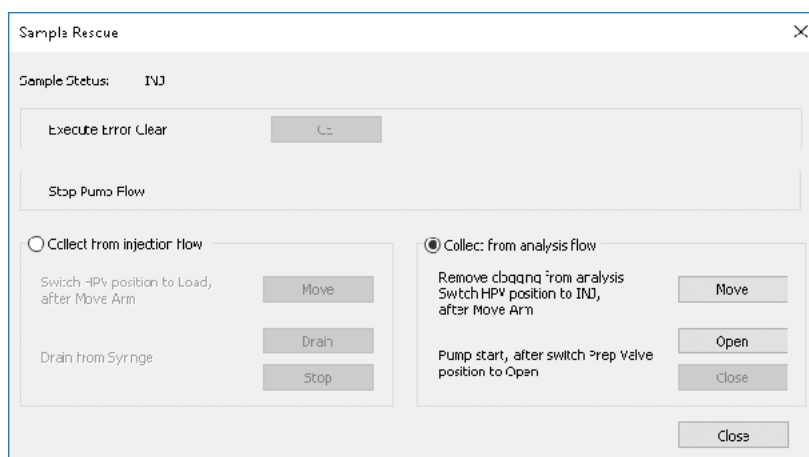 Sample Rescue
Sample Status: INJ
Execute Error Clear
CE
Stop Pump Flow
Collect from injection flow
Switch HPV position to Load,
after Move Arm
Move
Drain from Syringe
Drain
Stop
Collect from analysis flow
Remove clogging from analysis
Switch HPV position to INJ,
after Move Arm
Move
Pump start, after switch Prep Valve
position to Open
Open
Close
Close